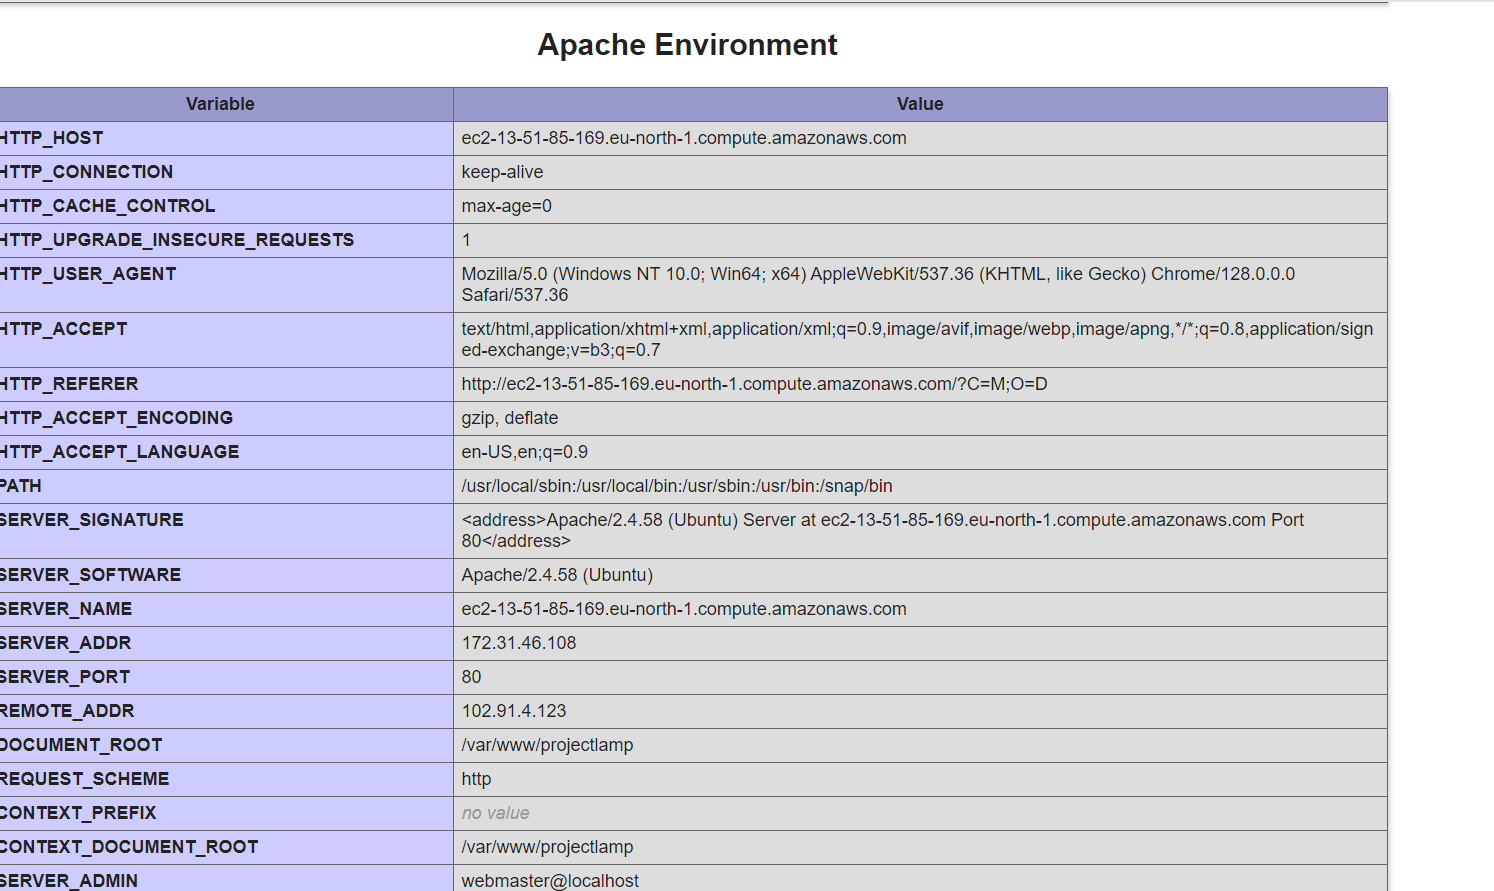 Apache Environment
Variable Value
HTTP_HOST ec2-13-51-85-169.eu-north-1.compute.amazonaws.com
HTTP_CONNECTION keep-alive
HTTP_CACHE_CONTROL max-age=0
HTTP_UPGRADE_INSECURE_REQUESTS 1
HTTP_USER_AGENT Mozilla/5.0 (Windows NT 10.0; Win64; x64) AppleWebKit/537.36 (KHTML, like Gecko) Chrome/128.0.0.0
Safari/537.36
HTTP_ACCEPT text/html,application/xhtml+xml,application/xml;q=0.9,image/avif,image/webp,image/apng,*/*;q=0.8,application/sign
ed-exchange;v=b3;q=0.7
HTTP_REFERER http://ec2-13-51-85-169.eu-north-1.compute.amazonaws.com/?C=M;O=D
HTTP_ACCEPT_ENCODING gzip, deflate
HTTP_ACCEPT_LANGUAGE en-US,en;q=0.9
PATH /usr/local/sbin:/usr/local/bin:/usr/sbin:/usr/bin:/snap/bin
SERVER_SIGNATURE <address>Apache/2.4.58 (Ubuntu) Server at ec2-13-51-85-169.eu-north-1.compute.amazonaws.com Port
80</address>
SERVER_SOFTWARE Apache/2.4.58 (Ubuntu)
SERVER_NAME ec2-13-51-85-169.eu-north-1.compute.amazonaws.com
SERVER_ADDR 172.31.46.108
SERVER_PORT 80
REMOTE_ADDR 102.91.4.123
DOCUMENT_ROOT /var/www/projectlamp
REQUEST_SCHEME http
CONTEXT_PREFIX no value
CONTEXT_DOCUMENT_ROOT /var/www/projectlamp
SERVER_ADMIN webmaster@localhost